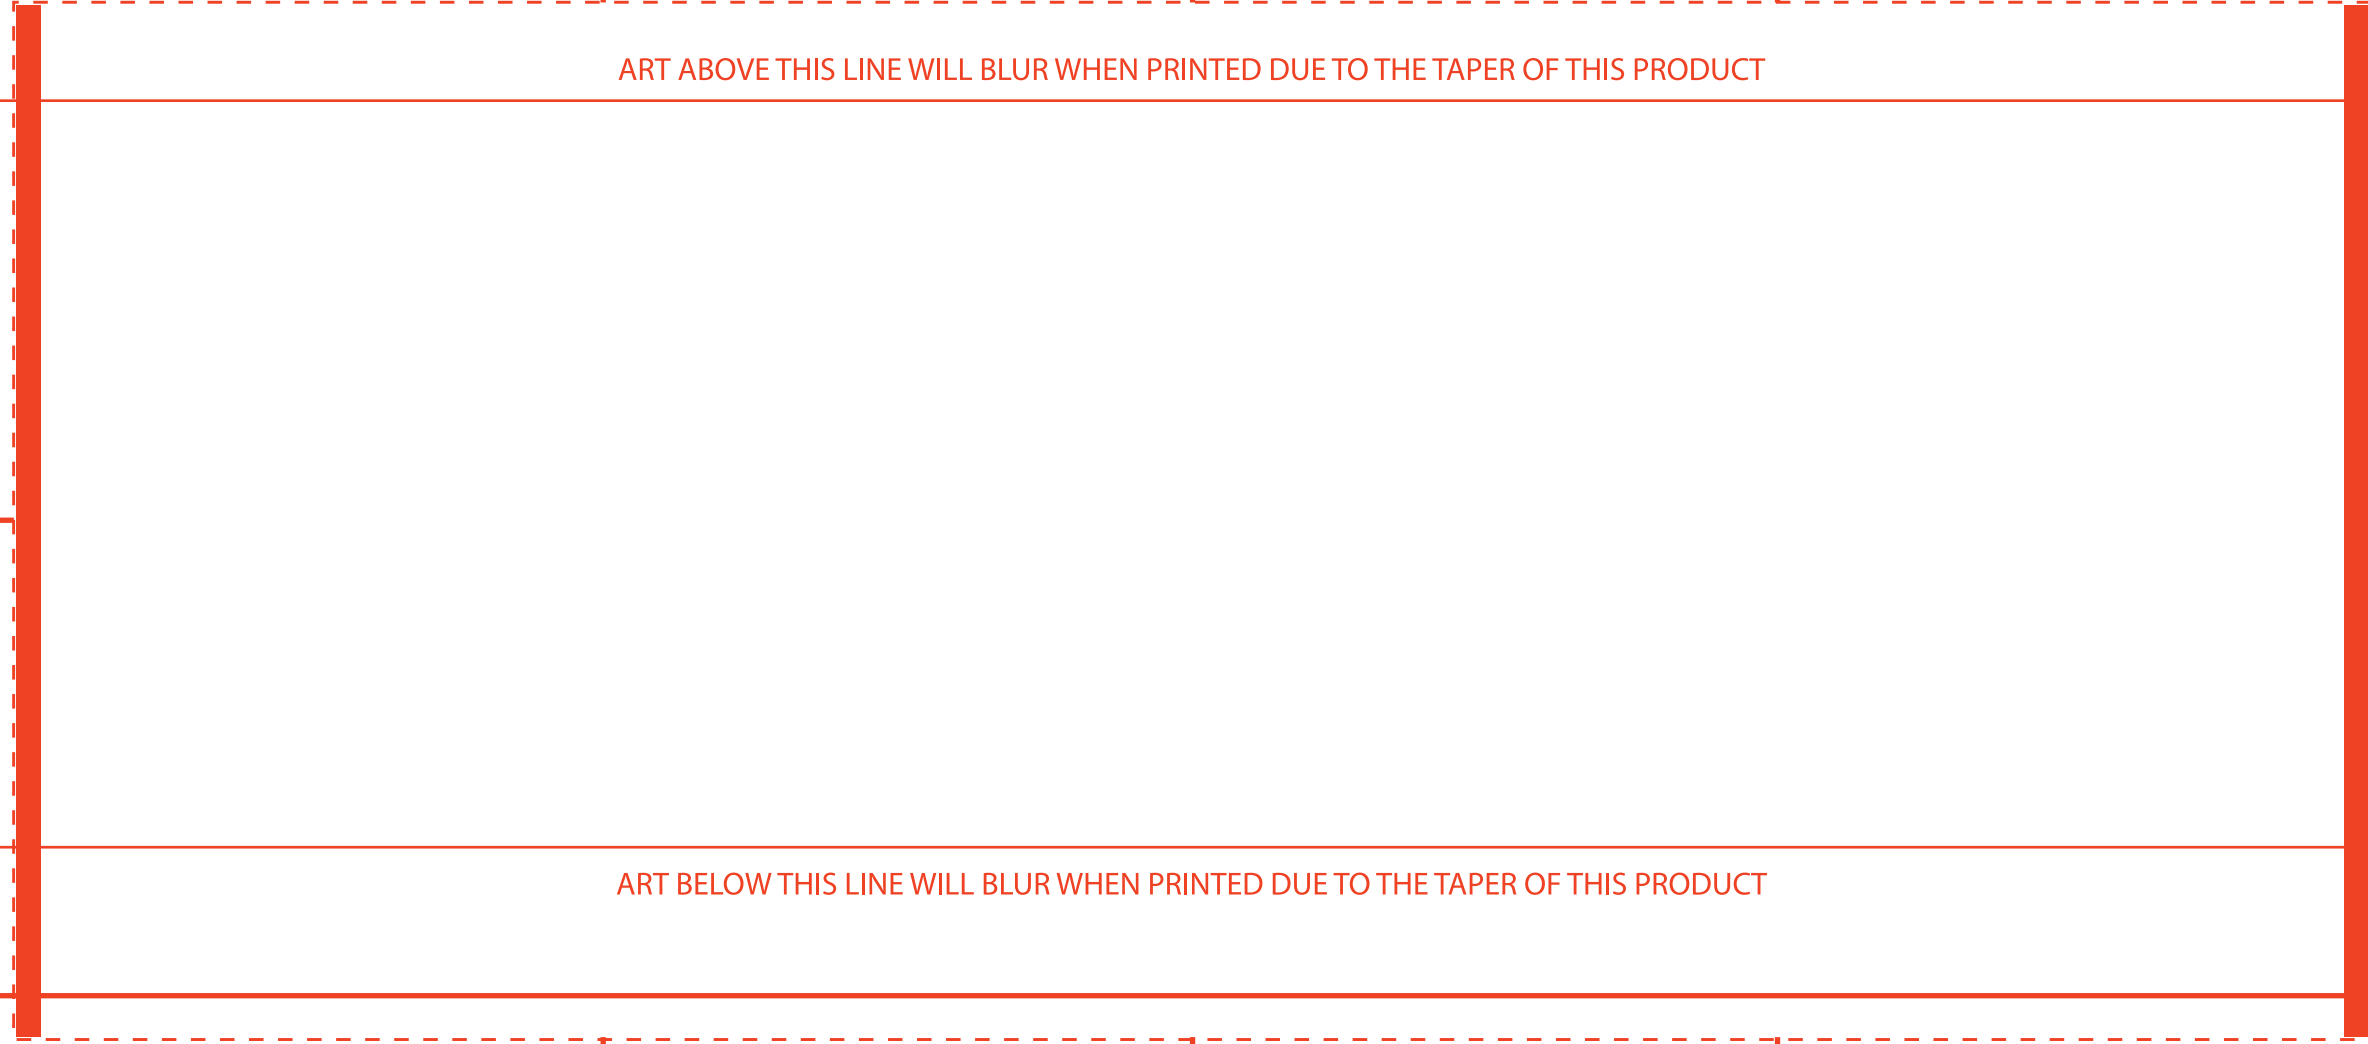 ART ABOVE THIS LINE WILL BLUR WHEN PRINTED DUE TO THE TAPER OF THIS PRODUCT
ART BELOW THIS LINE WILL BLUR WHEN PRINTED DUE TO THE TAPER OF THIS PRODUCT